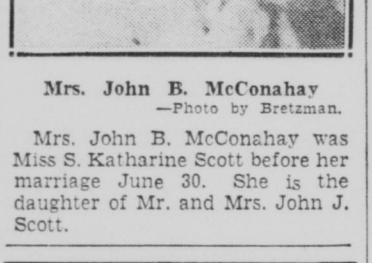 Mrs. John B. McConahay
—Photo by Bretzman.
Mrs. John B. McConahay was
Miss S. Katharine Scott before her
marriage June 30. She is the
daughter of Mr. and Mrs. John J.
Scott.